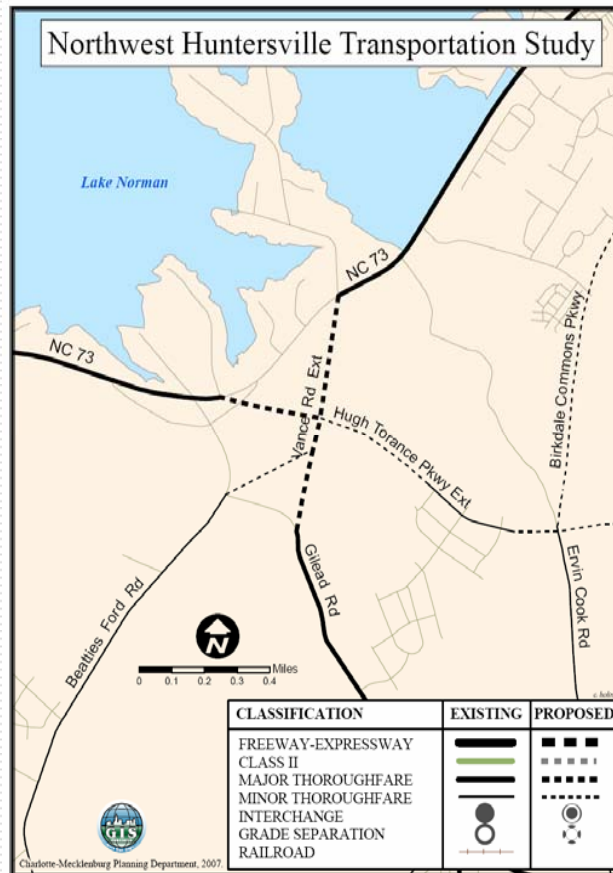 Northwest Huntersville Transportation Study
Lake Norman
NC 73
NC 73
Vance Rd Ext
Hugh Torance Pkwy Ext
Birkdale Commons Pkwy
Gilead Rd
Ervin Cook Rd
Beatties Ford Rd
N
Miles
0 0.1 0.2 0.3 0.4
CLASSIFICATION EXISTING PROPOSED
FREEWAY-EXPRESSWAY
CLASS II
MAJOR THOROUGHFARE
MINOR THOROUGHFARE
INTERCHANGE
GRADE SEPARATION
RAILROAD
GIS
Charlotte-Mecklenburg Planning Department, 2007.